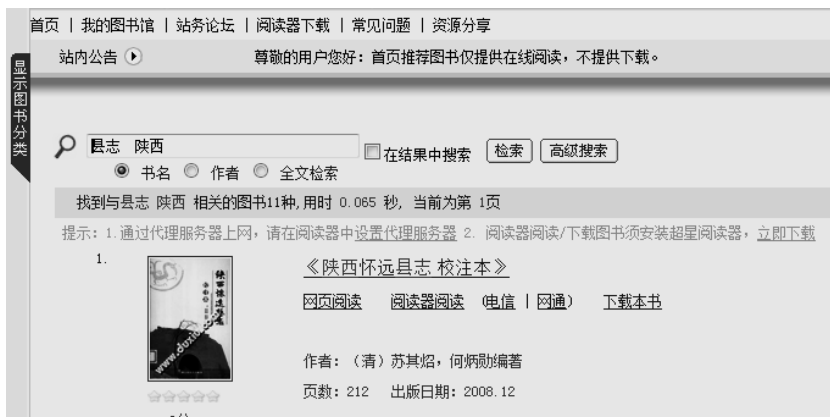 首页 | 我的图书馆 | 站务论坛 | 阅读器下载 | 常见问题 | 资源分享
站内公告 尊敬的用户您好：首页推荐图书仅提供在线阅读，不提供下载。
显示图书分类
县志 陕西 在结果中搜索 检索 高级搜索
书名 作者 全文检索
找到与县志 陕西 相关的图书11种,用时 0.065 秒, 当前为第 1页
提示：1.通过代理服务器上网，请在阅读器中设置代理服务器 2. 阅读器阅读/下载图书须安装超星阅读器，立即下载
1.
《陕西怀远县志 校注本》
网页阅读 阅读器阅读 (电信 | 网通) 下载本书
www.duxiu.com
作者：（清）苏其炤，何炳勋编著
页数：212 出版日期：2008.12